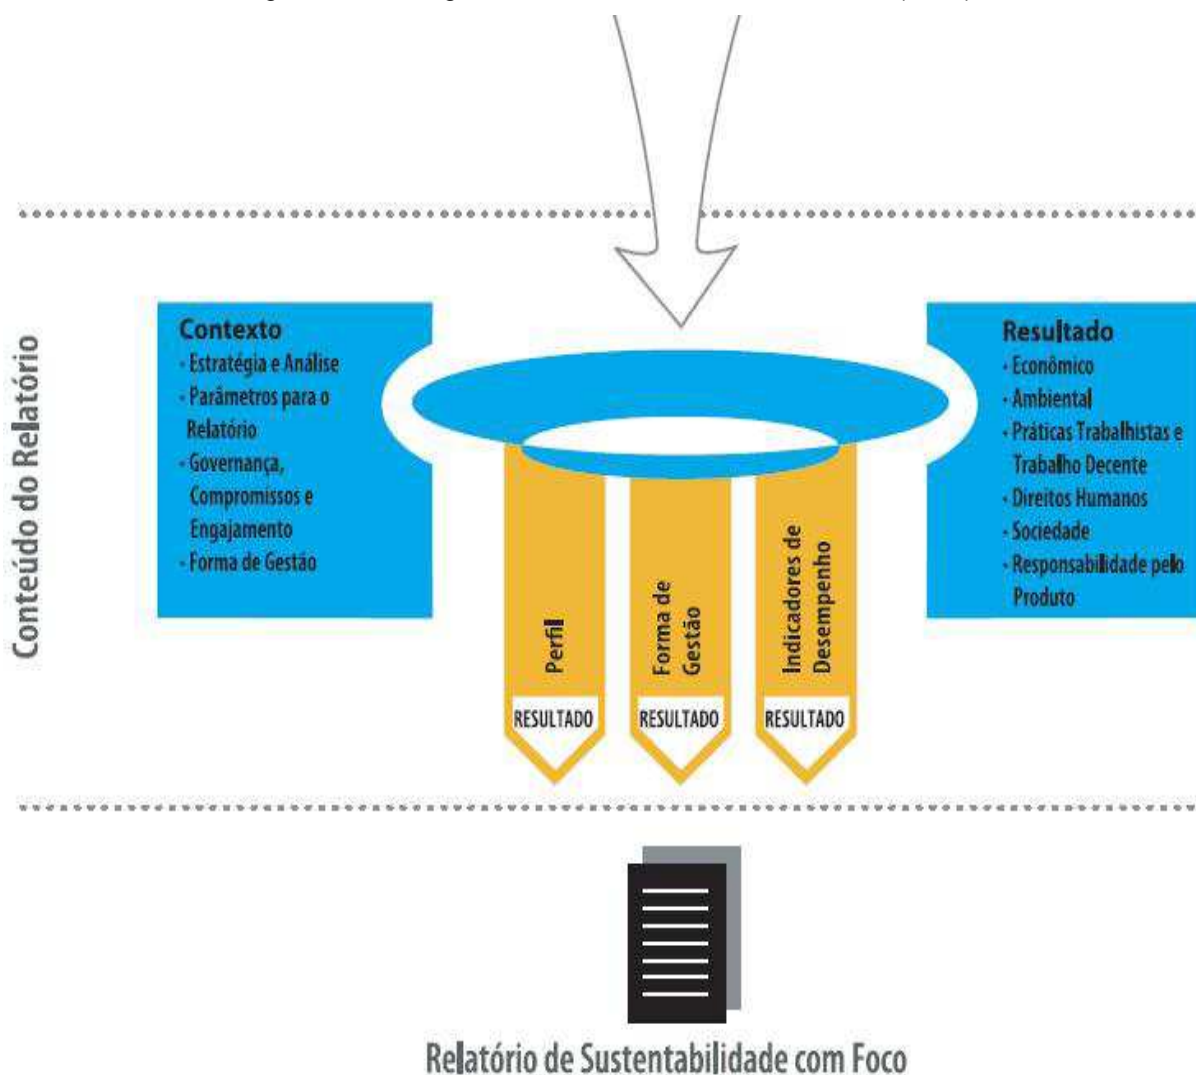 Conteúdo do Relatório
Contexto
• Estratégia e Análise
• Parâmetros para o
Relatório
• Governança,
Compromissos e
Engajamento
• Forma de Gestão
Perfil
RESULTADO
Forma de
Gestão
RESULTADO
Indicadores de
Desempenho
RESULTADO
Resultado
• Econômico
• Ambiental
• Práticas Trabalhistas e
Trabalho Decente
• Direitos Humanos
• Sociedade
• Responsabilidade pelo
Produto
Relatório de Sustentabilidade com Foco